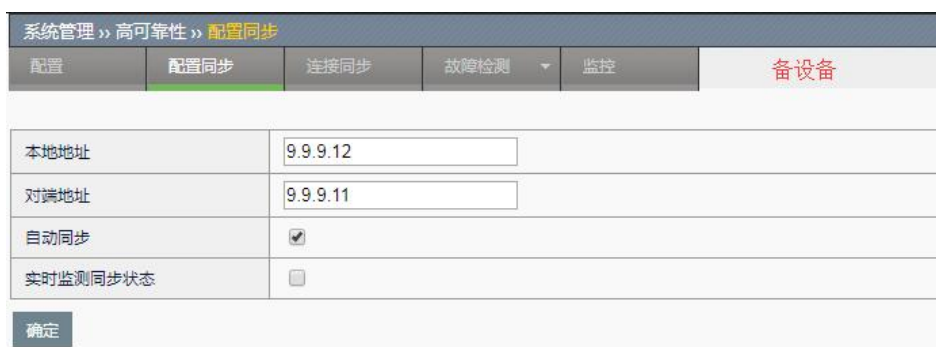 系统管理 ›› 高可靠性 ›› 配置同步
配置 配置同步 连接同步 故障检测 监控 备设备
本地地址 9.9.9.12
对端地址 9.9.9.11
自动同步
实时监测同步状态
确定